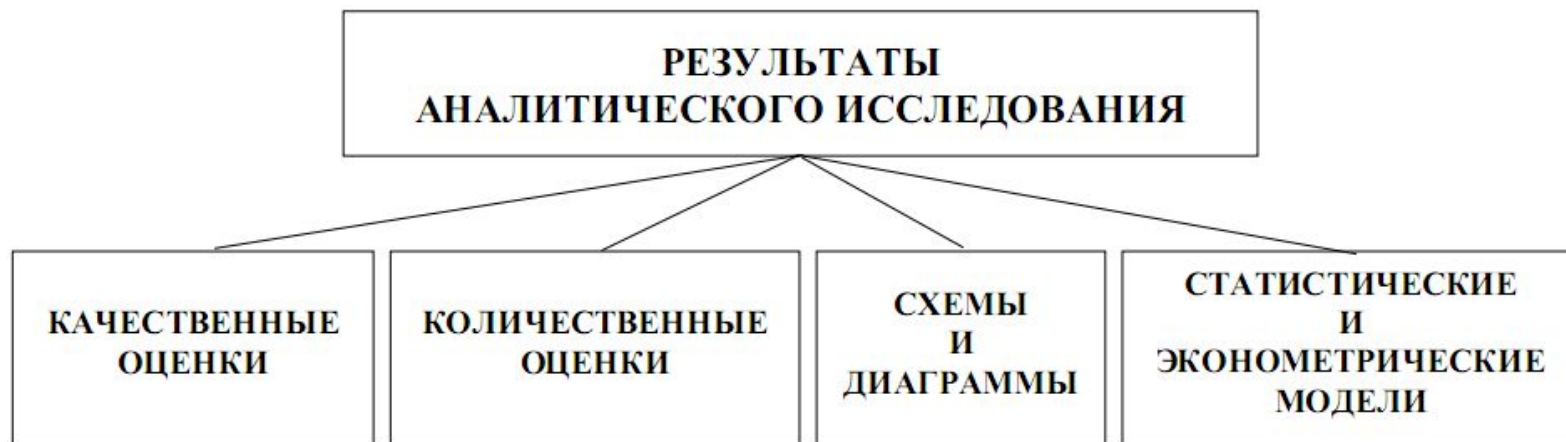 РЕЗУЛЬТАТЫ
АНАЛИТИЧЕСКОГО ИССЛЕДОВАНИЯ
КАЧЕСТВЕННЫЕ
ОЦЕНКИ
КОЛИЧЕСТВЕННЫЕ
ОЦЕНКИ
СХЕМЫ
И
ДИАГРАММЫ
СТАТИСТИЧЕСКИЕ
И
ЭКОНОМЕТРИЧЕСКИЕ
МОДЕЛИ